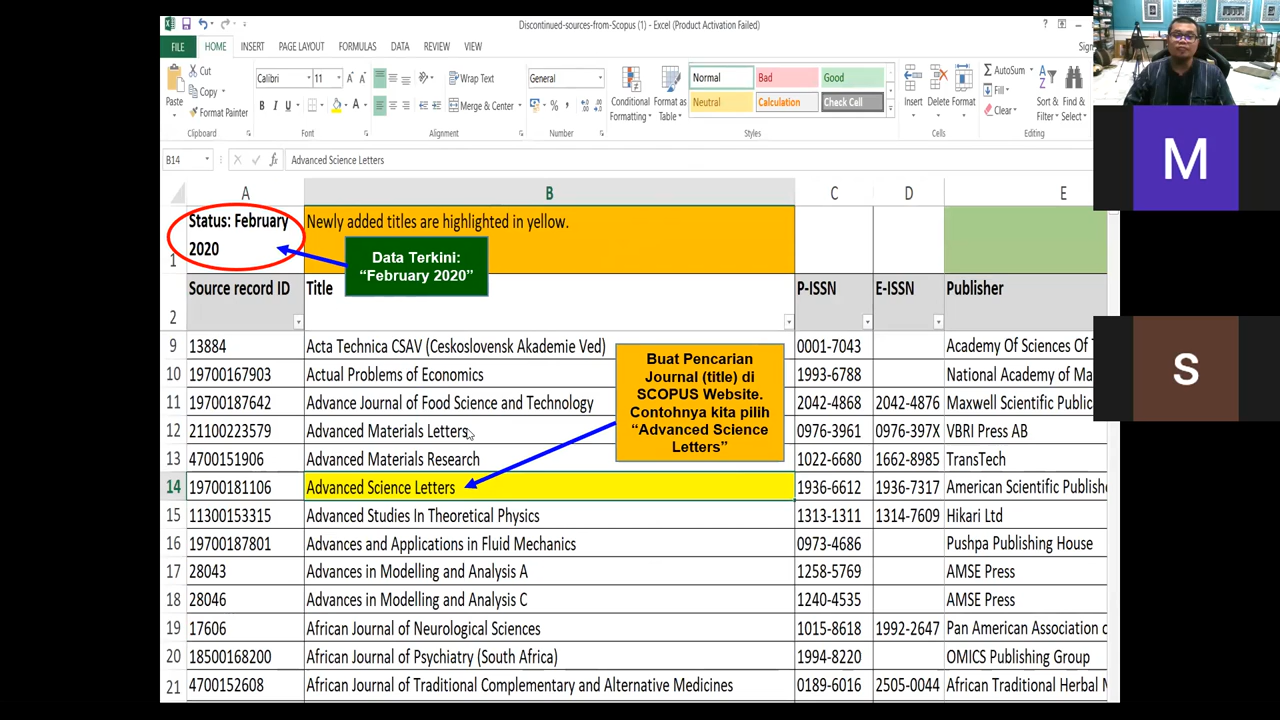 Discontinued-sources-from-Scopus (1) - Excel (Product Activation Failed)
FILE HOME INSERT PAGE LAYOUT FORMULAS DATA REVIEW VIEW Sign
Cut
Copy
Format Painter
Paste
Clipboard
Calibri 11
B I U
Font
Wrap Text
Merge & Center
Alignment
General
Number
Conditional Formatting
Format as Table
Normal Bad Good
Neutral Calculation Check Cell
Styles
Insert Delete Format
Cells
AutoSum
Fill
Clear
Sort & Filter
Find & Select
Editing
B14 Advanced Science Letters
A B C D E
1 Status: February 2020 Newly added titles are highlighted in yellow.
Data Terkini:
“February 2020”
2 Source record ID Title P-ISSN E-ISSN Publisher
9 13884 Acta Technica CSAV (Ceskoslovensk Akademie Ved) 0001-7043 Academy Of Sciences Of
10 19700167903 Actual Problems of Economics 1993-6788 National Academy of Ma
11 19700187642 Advance Journal of Food Science and Technology 2042-4868 2042-4876 Maxwell Scientific Public
12 21100223579 Advanced Materials Letters 0976-3961 0976-397X VBRI Press AB
13 4700151906 Advanced Materials Research 1022-6680 1662-8985 TransTech
14 19700181106 Advanced Science Letters 1936-6612 1936-7317 American Scientific Publishe
15 11300153315 Advanced Studies In Theoretical Physics 1313-1311 1314-7609 Hikari Ltd
16 19700187801 Advances and Applications in Fluid Mechanics 0973-4686 Pushpa Publishing House
17 28043 Advances in Modelling and Analysis A 1258-5769 AMSE Press
18 28046 Advances in Modelling and Analysis C 1240-4535 AMSE Press
19 17606 African Journal of Neurological Sciences 1015-8618 1992-2647 Pan American Association
20 18500168200 African Journal of Psychiatry (South Africa) 1994-8220 OMICS Publishing Group
21 4700152608 African Journal of Traditional Complementary and Alternative Medicines 0189-6016 2505-0044 African Traditional Herbal
Buat Pencarian
Journal (title) di
SCOPUS Website.
Contohnya kita pilih
“Advanced Science
Letters”
M
S